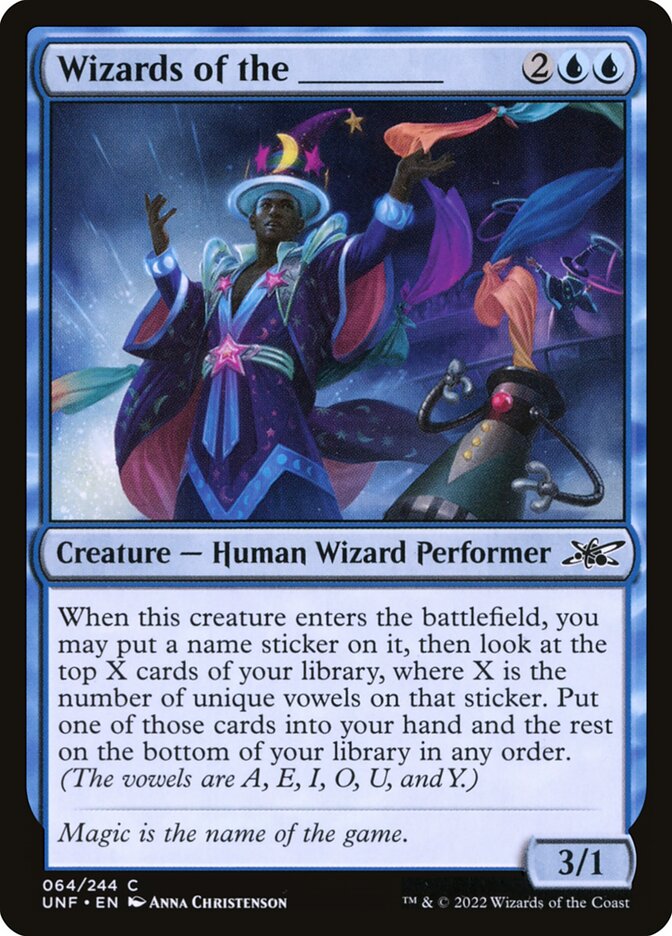 Wizards of the ________
2
Creature — Human Wizard Performer
When this creature enters the battlefield, you
may put a name sticker on it, then look at the
top X cards of your library, where X is the
number of unique vowels on that sticker. Put
one of those cards into your hand and the rest
on the bottom of your library in any order.
(The vowels are A, E, I, O, U, and Y.)
Magic is the name of the game.
3/1
064/244 C
UNF • EN Anna Christenson
™ & © 2022 Wizards of the Coast